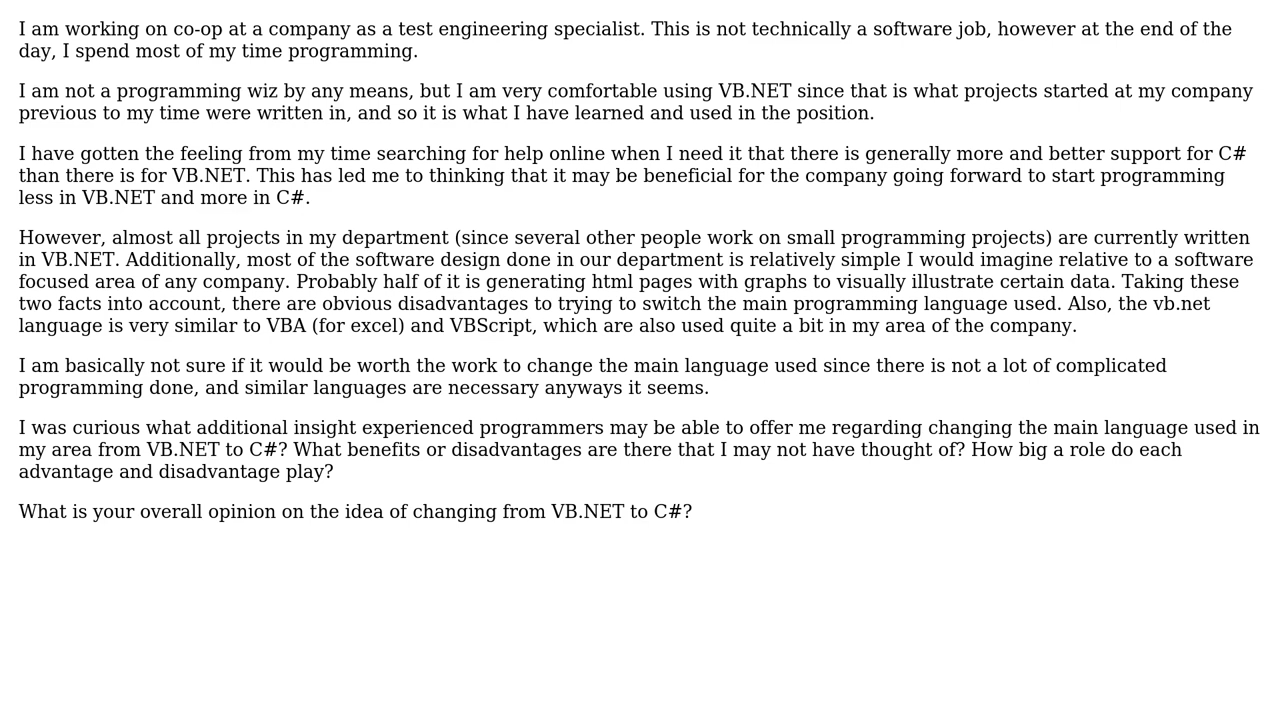 I am working on co-op at a company as a test engineering specialist. This is not technically a software job, however at the end of the
day, I spend most of my time programming.
I am not a programming wiz by any means, but I am very comfortable using VB.NET since that is what projects started at my company
previous to my time were written in, and so it is what I have learned and used in the position.
I have gotten the feeling from my time searching for help online when I need it that there is generally more and better support for C#
than there is for VB.NET. This has led me to thinking that it may be beneficial for the company going forward to start programming
less in VB.NET and more in C#.
However, almost all projects in my department (since several other people work on small programming projects) are currently written
in VB.NET. Additionally, most of the software design done in our department is relatively simple I would imagine relative to a software
focused area of any company. Probably half of it is generating html pages with graphs to visually illustrate certain data. Taking these
two facts into account, there are obvious disadvantages to trying to switch the main programming language used. Also, the vb.net
language is very similar to VBA (for excel) and VBScript, which are also used quite a bit in my area of the company.
I am basically not sure if it would be worth the work to change the main language used since there is not a lot of complicated
programming done, and similar languages are necessary anyways it seems.
I was curious what additional insight experienced programmers may be able to offer me regarding changing the main language used in
my area from VB.NET to C#? What benefits or disadvantages are there that I may not have thought of? How big a role do each
advantage and disadvantage play?
What is your overall opinion on the idea of changing from VB.NET to C#?